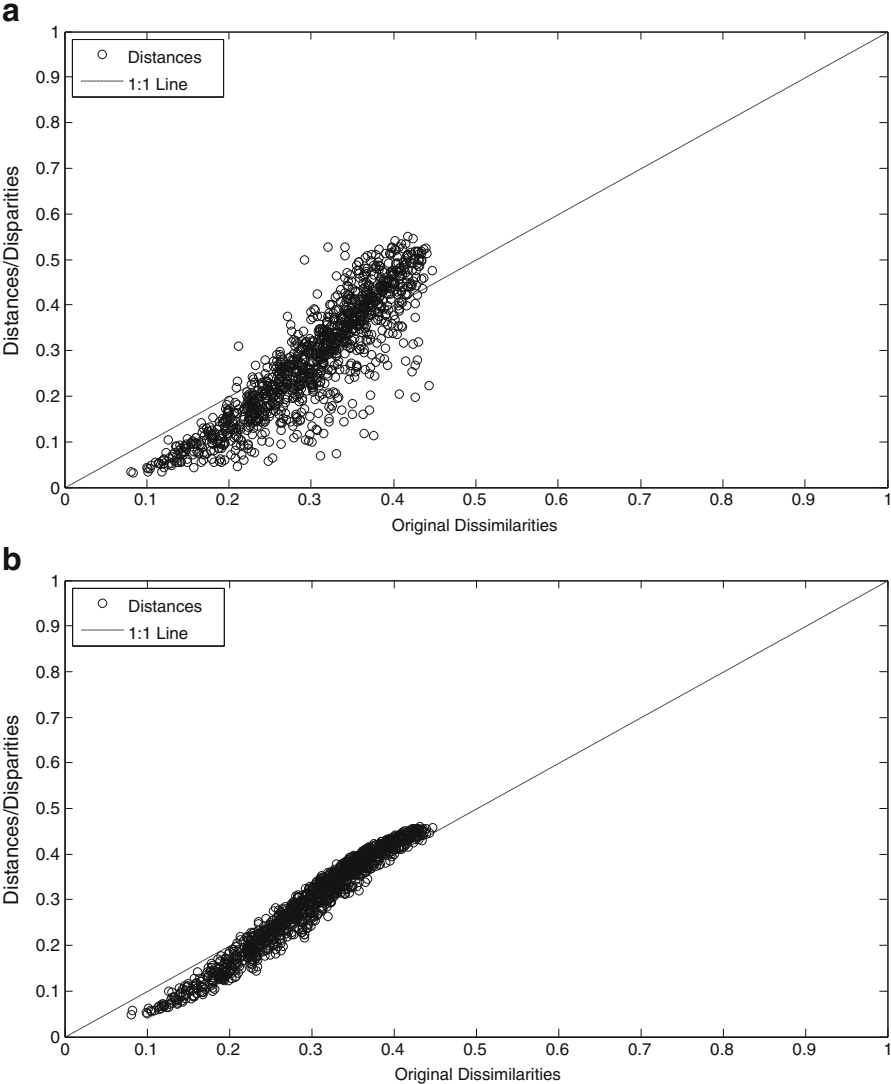 a
1
0.9
0.8
0.7
0.6
0.5
0.4
0.3
0.2
0.1
0
Distances/Disparities
Distances
1:1 Line
0 0.1 0.2 0.3 0.4 0.5 0.6 0.7 0.8 0.9 1
Original Dissimilarities
b
1
0.9
0.8
0.7
0.6
0.5
0.4
0.3
0.2
0.1
0
Distances/Disparities
Distances
1:1 Line
0 0.1 0.2 0.3 0.4 0.5 0.6 0.7 0.8 0.9 1
Original Dissimilarities